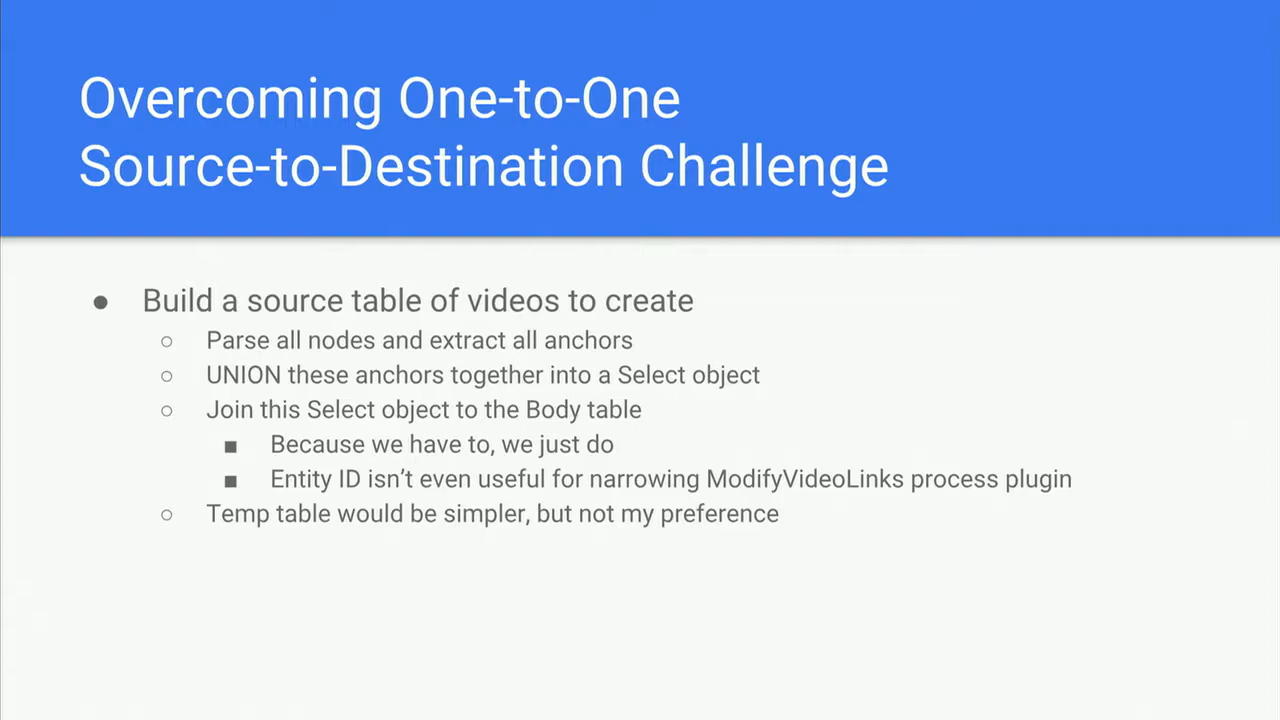 Overcoming One-to-One
Source-to-Destination Challenge
● Build a source table of videos to create
○ Parse all nodes and extract all anchors
○ UNION these anchors together into a Select object
○ Join this Select object to the Body table
■ Because we have to, we just do
■ Entity ID isn’t even useful for narrowing ModifyVideoLinks process plugin
○ Temp table would be simpler, but not my preference